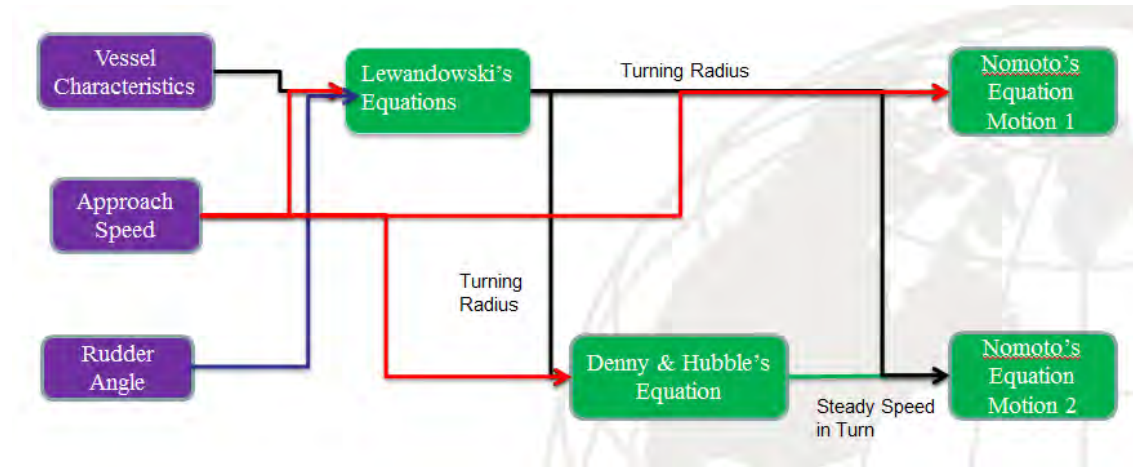 Vessel
Characteristics
Lewandowski's
Equations
Turning Radius
Nomoto's
Equation
Motion 1
Approach
Speed
Turning
Radius
Rudder
Angle
Denny & Hubble's
Equation
Steady Speed
in Turn
Nomoto's
Equation
Motion 2